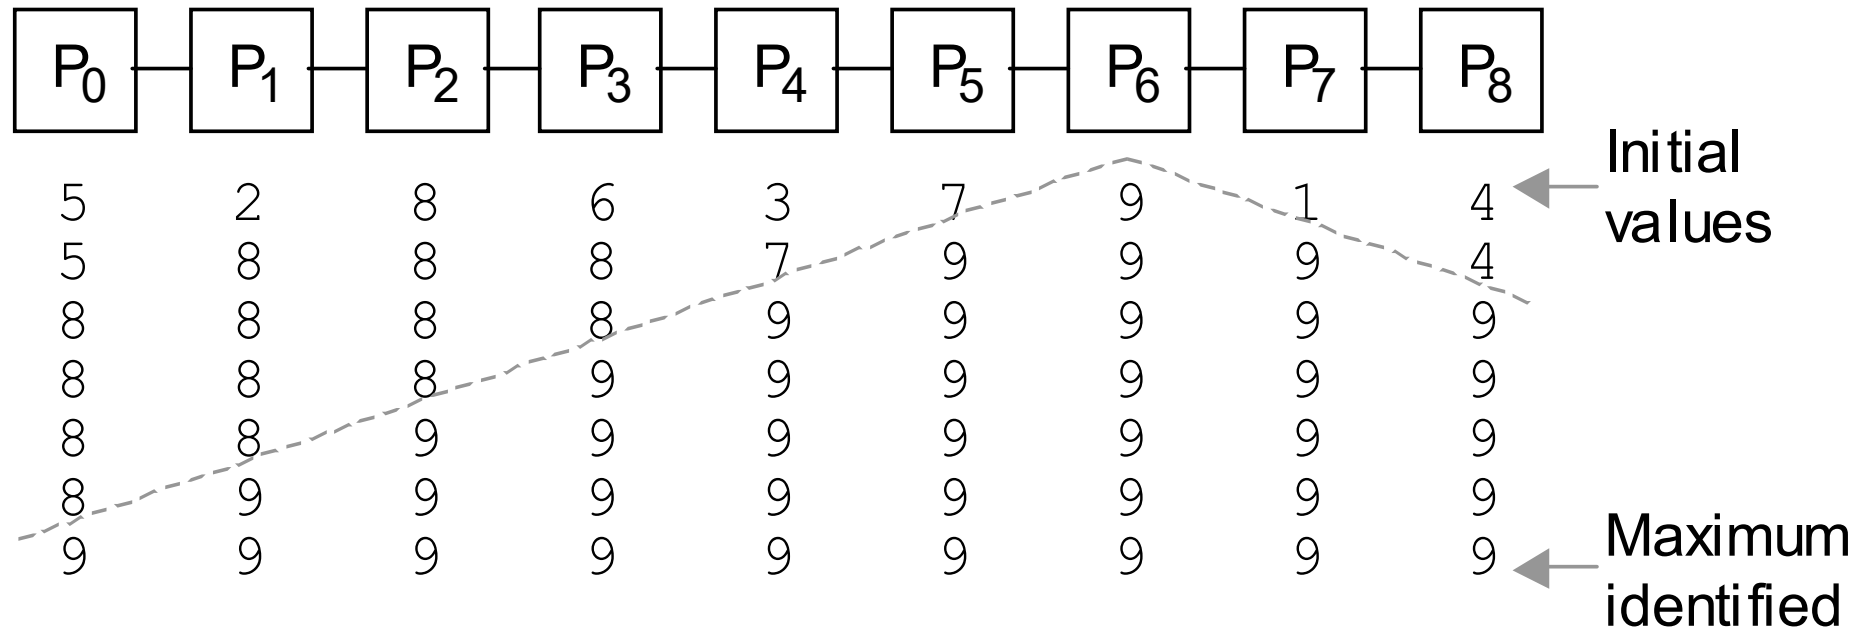 P0 P1 P2 P3 P4 P5 P6 P7 P8
Initial
values
5 2 8 6 3 7 9 1 4
5 8 8 8 7 9 9 9 4
8 8 8 8 9 9 9 9 9
8 8 8 9 9 9 9 9 9
8 8 9 9 9 9 9 9 9
8 9 9 9 9 9 9 9 9
9 9 9 9 9 9 9 9 9
Maximum
identified